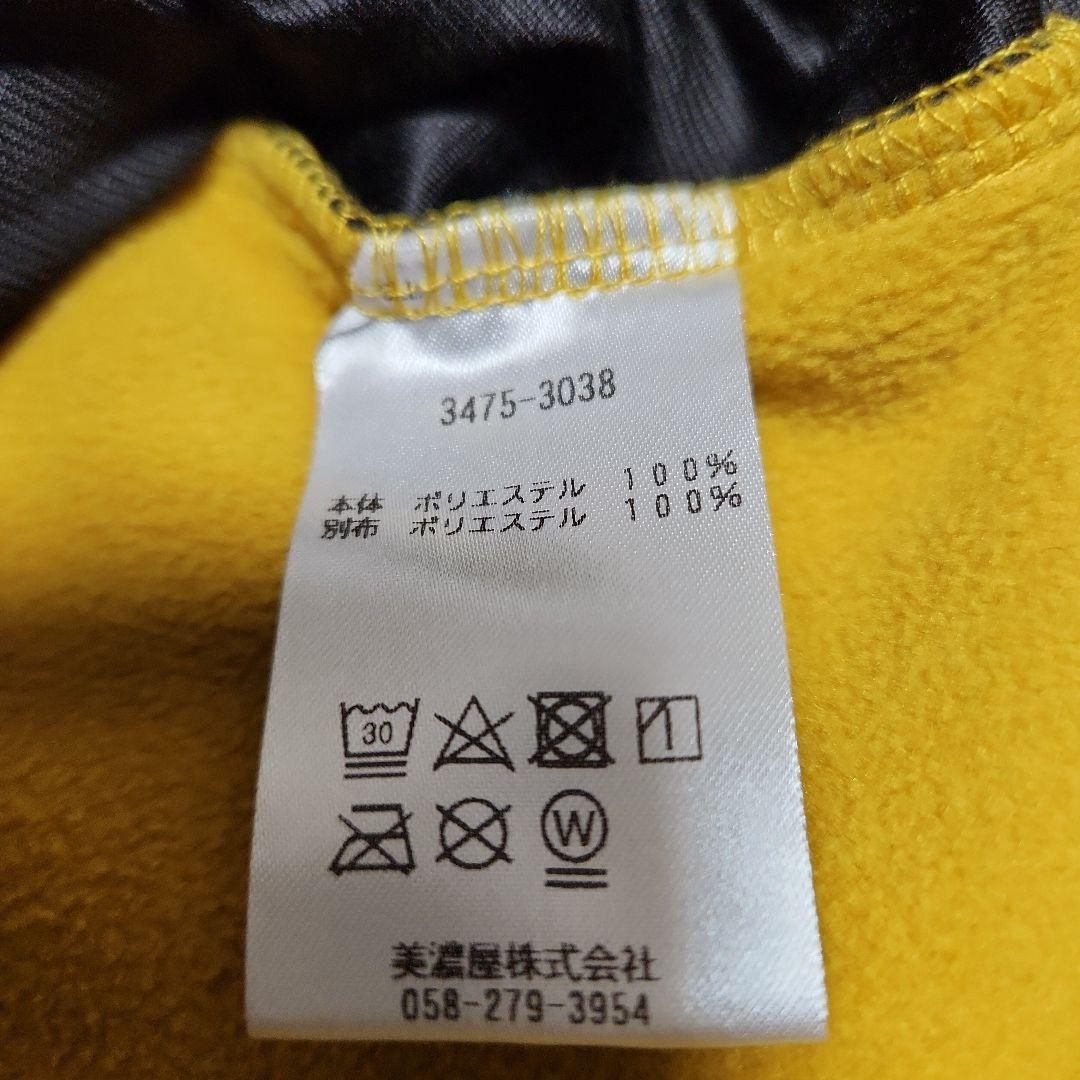 3475-3038
本体 ポリエステル 100%
別布 ポリエステル 100%
30
W
美濃屋株式会社
058-279-3954